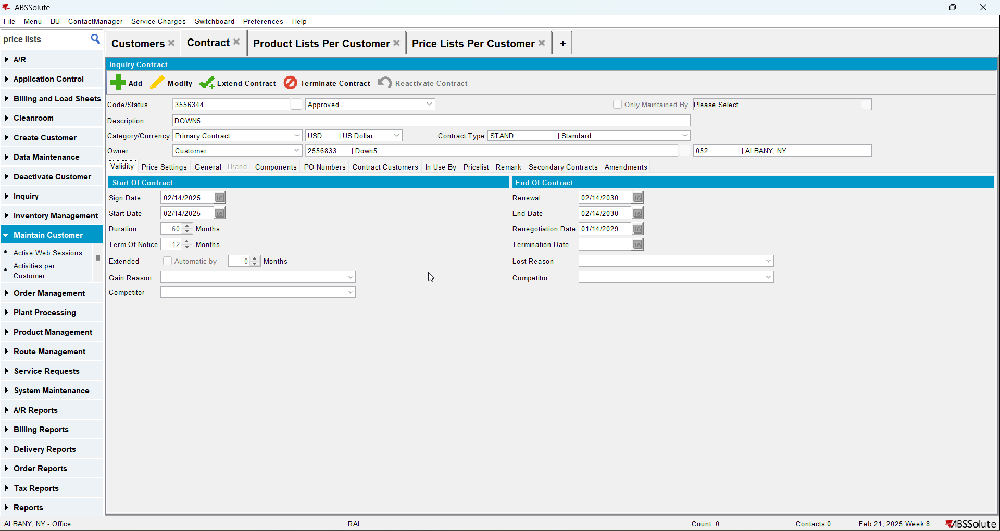 ABSSolute
File Menu BU ContactManager Service Charges Switchboard Preferences Help
price lists
Customers Contract Product Lists Per Customer Price Lists Per Customer +
A/R
Application Control
Billing and Load Sheets
Cleanroom
Create Customer
Data Maintenance
Deactivate Customer
Inquiry
Inventory Management
Maintain Customer
Active Web Sessions
Activities per
Customer
Order Management
Plant Processing
Product Management
Route Management
Service Requests
System Maintenance
A/R Reports
Billing Reports
Delivery Reports
Order Reports
Tax Reports
Reports
Inquiry Contract
Add Modify Extend Contract Terminate Contract Reactivate Contract
Code/Status 3556344 ... Approved Only Maintained By Please Select... ...
Description DOWN5
Category/Currency Primary Contract USD | US Dollar Contract Type STAND | Standard
Owner Customer 2556833 | Down5 ... 052 | ALBANY, NY
Validity Price Settings General Brand Components PO Numbers Contract Customers In Use By Pricelist Remark Secondary Contracts Amendments
Start Of Contract
Sign Date 02/14/2025 16
Start Date 02/14/2025 16
Duration 60 Months
Term Of Notice 12 Months
Extended Automatic by 0 Months
Gain Reason
Competitor
End Of Contract
Renewal 02/14/2030 16
End Date 02/14/2030 16
Renegotiation Date 01/14/2029 16
Termination Date 16
Lost Reason
Competitor
ALBANY, NY - Office RAL Count: 0 Contacts 0 Feb 21, 2025 Week 8 ABSSolute